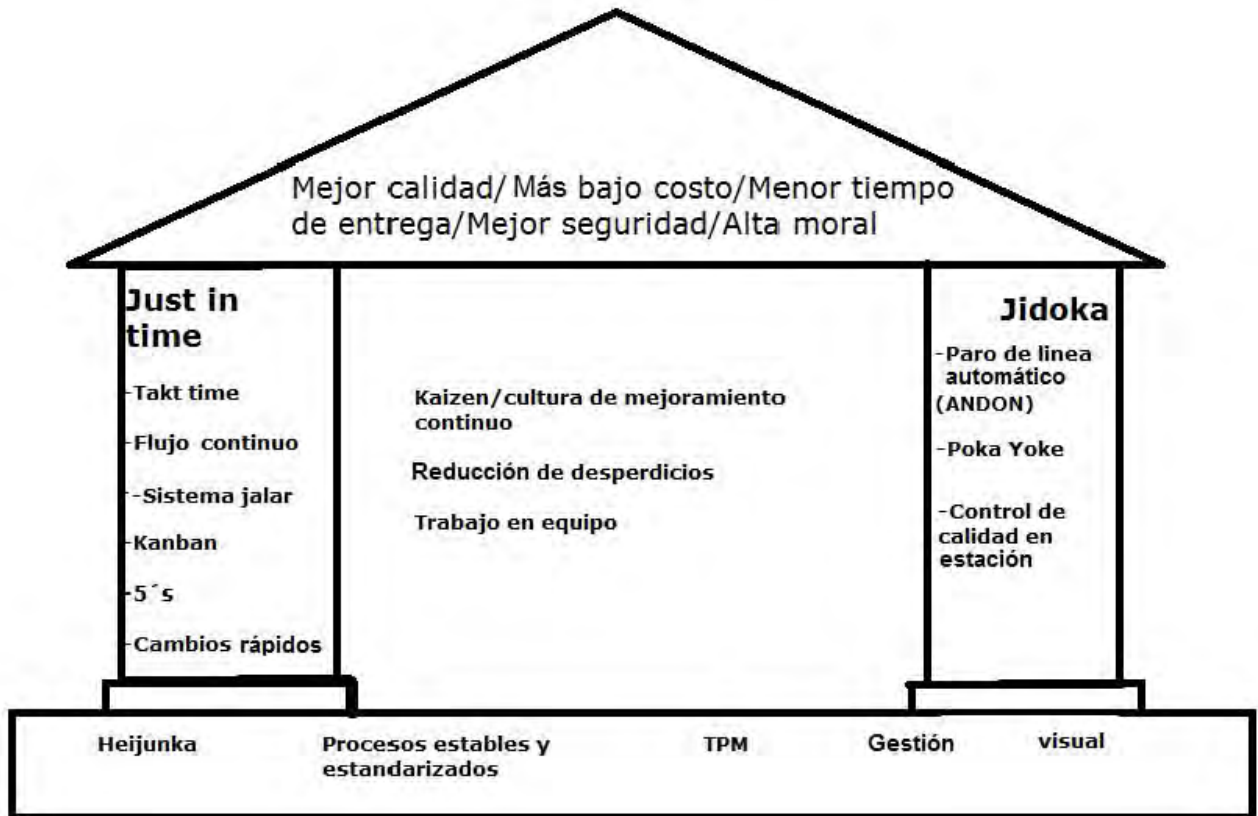 Mejor calidad/Más bajo costo/Menor tiempo
de entrega/Mejor seguridad/Alta moral
Just in
time
-Takt time
-Flujo continuo
--Sistema jalar
-Kanban
-5´s
-Cambios rápidos
Kaizen/cultura de mejoramiento
continuo
Reducción de desperdicios
Trabajo en equipo
Jidoka
-Paro de linea
automático
(ANDON)
-Poka Yoke
-Control de
calidad en
estación
Heijunka
Procesos estables y
estandarizados
TPM
Gestión visual